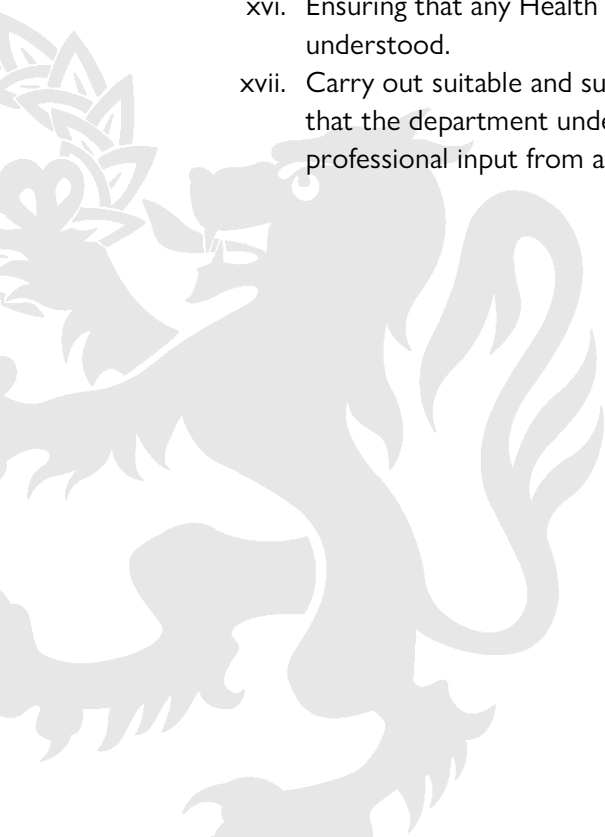 xvi. Ensuring that any Health
understood.
xvii. Carry out suitable and su
that the department unde
professional input from a